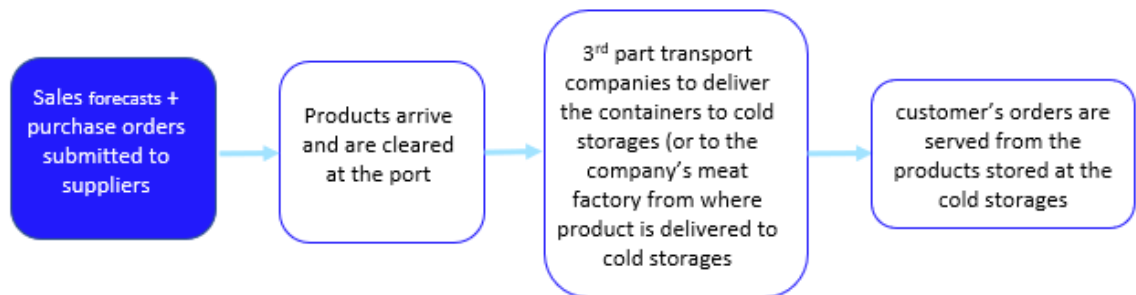 Sales forecasts +
purchase orders
submitted to
suppliers
Products arrive
and are cleared
at the port
3rd part transport
companies to deliver
the containers to cold
storages (or to the
company's meat
factory from where
product is delivered to
cold storages
customer's orders are
served from the
products stored at the
cold storages